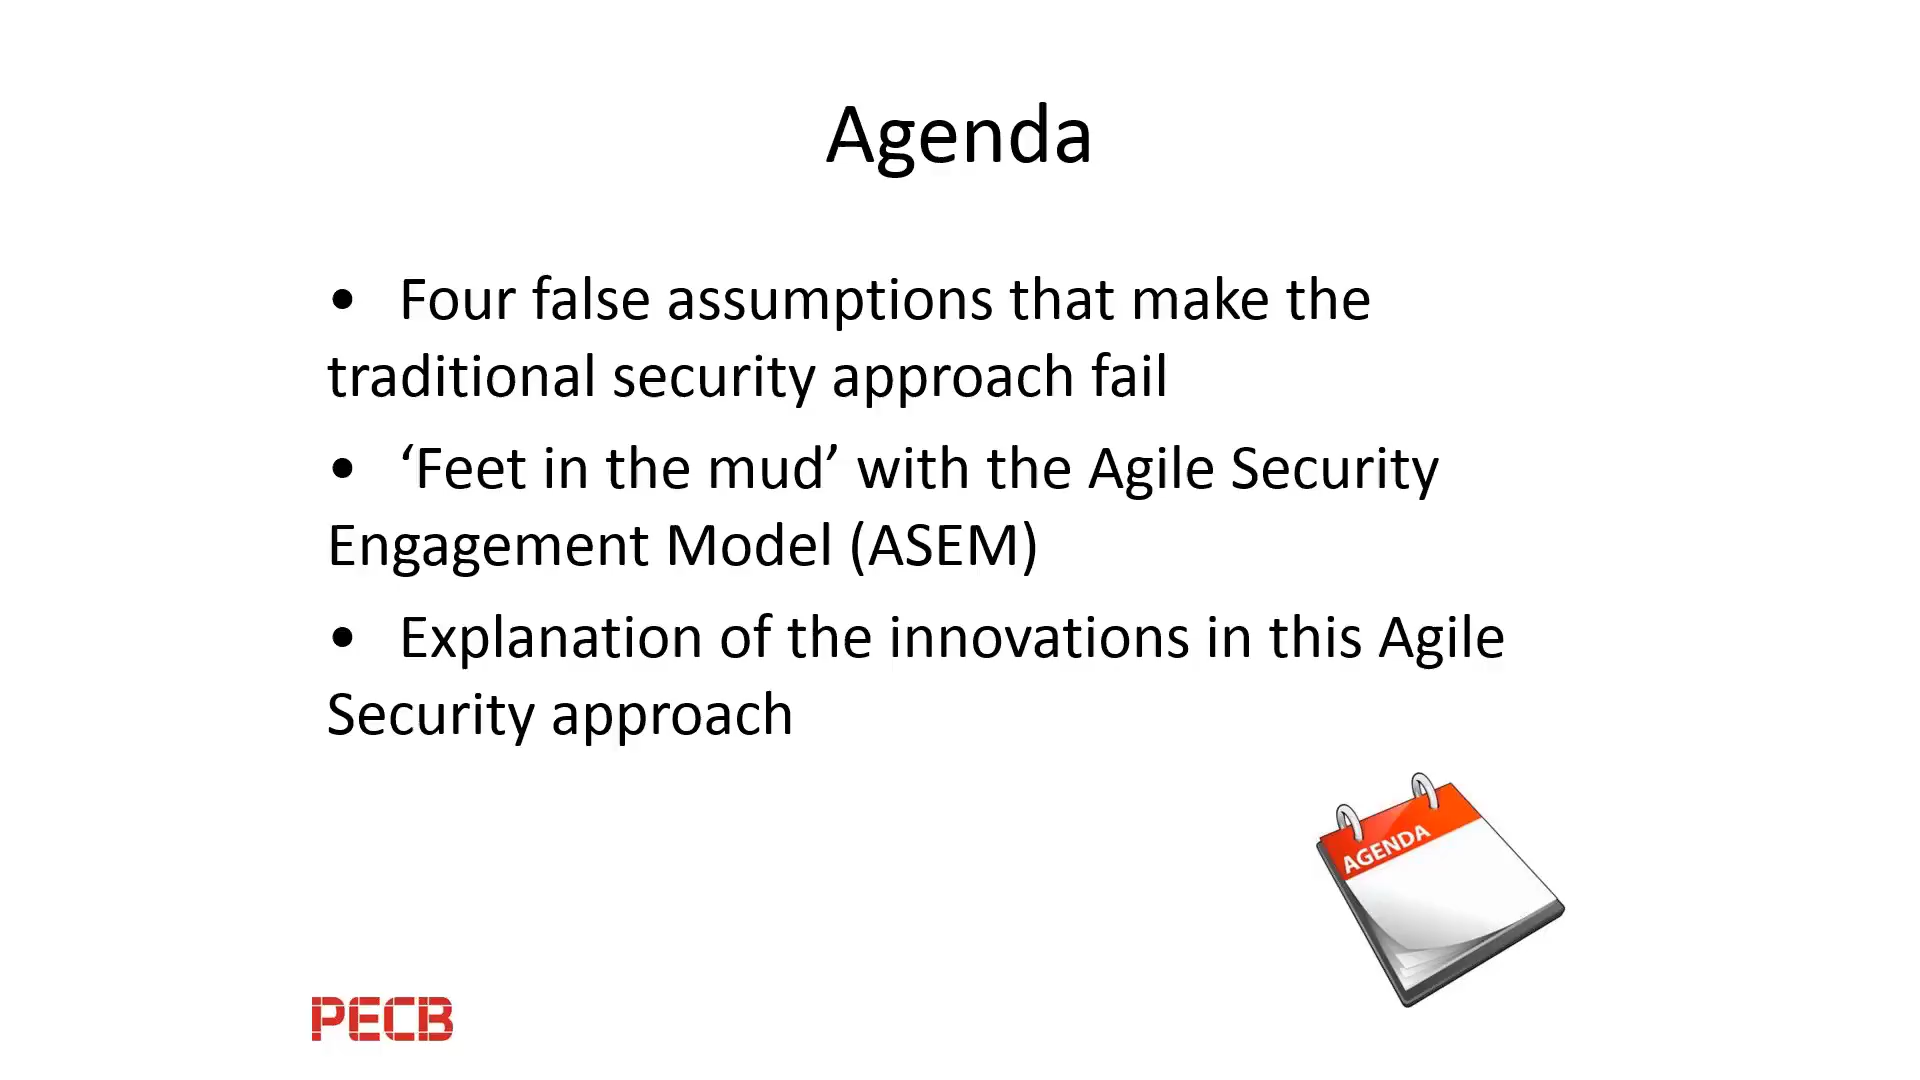 Agenda
• Four false assumptions that make the
traditional security approach fail
• ‘Feet in the mud’ with the Agile Security
Engagement Model (ASEM)
• Explanation of the innovations in this Agile
Security approach
AGENDA
PECB